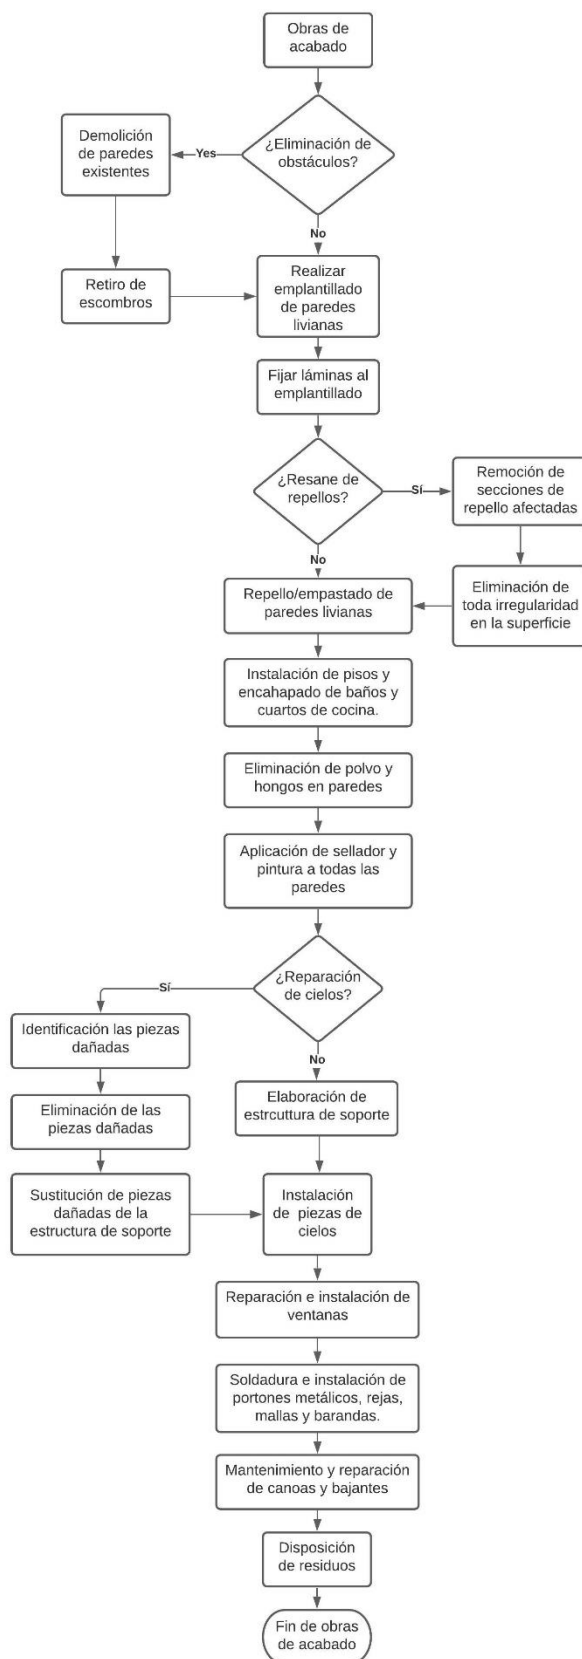 Obras de
acabado
¿Eliminación de
obstáculos?
Yes
Demolición
de paredes
existentes
No
Retiro de
escombros
Realizar
emplantillado
de paredes
livianas
Fijar láminas al
emplantillado
¿Resane de
repellos?
Sí
Remoción de
secciones de
repello afectadas
No
Eliminación de
toda irregularidad
en la superficie
Repello/empastado de
paredes livianas
Instalación de pisos y
encahapado de baños y
cuartos de cocina.
Eliminación de polvo y
hongos en paredes
Aplicación de sellador y
pintura a todas las
paredes
¿Reparación
de cielos?
Sí
Identificación las piezas
dañadas
No
Eliminación de las
piezas dañadas
Elaboración de
estrcuttura de soporte
Sustitución de piezas
dañadas de la
estructura de soporte
Instalación
de piezas de
cielos
Reparación e instalación de
ventanas
Soldadura e instalación de
portones metálicos, rejas,
mallas y barandas.
Mantenimiento y reparación
de canoas y bajantes
Disposición
de residuos
Fin de obras
de acabado